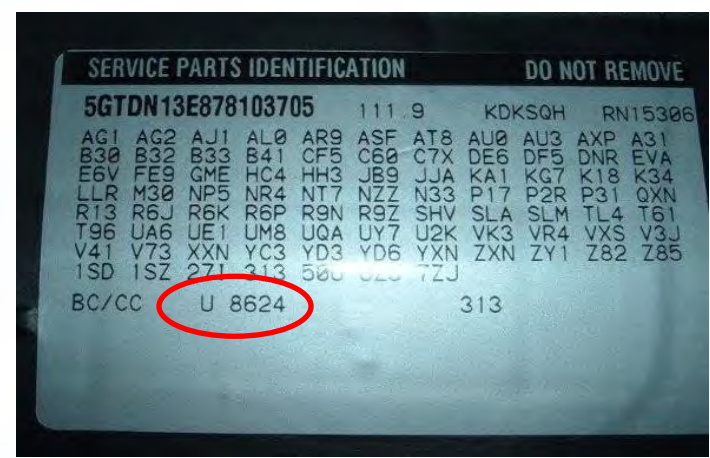 SERVICE PARTS IDENTIFICATION DO NOT REMOVE
5GTDN13E878103705 111.9 KDKSQH RN15306
AG1 AG2 AJ1 AL0 AR9 ASF AT8 AU0 AU3 AXP A31
B30 B32 B33 B41 CF5 C60 C7X DE6 DF5 DNR EVA
E6V FE9 GME HC4 HH3 JB9 JJA KA1 KG7 K18 K34
LLR M30 NP5 NR4 NT7 NZZ N33 P17 P2R P31 QXN
R13 R6J R6K R6P R9N R9Z SHV SLA SLM TL4 T61
T96 UA6 UE1 UM8 UQA UY7 U2K VK3 VR4 VXS V3J
V41 V73 XXN YC3 YD3 YD6 YXN ZXN ZY1 Z82 Z85
1SD 1SZ 271 313 50U 7ZJ
BC/CC U 8624 313